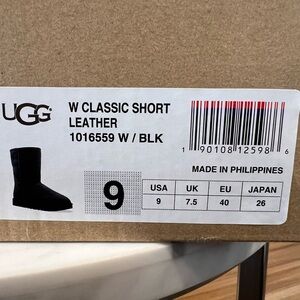 UGG
W CLASSIC SHORT
LEATHER
1016559 W / BLK
1 90108 12598 6
MADE IN PHILIPPINES
9
USA UK EU JAPAN
9 7.5 40 26